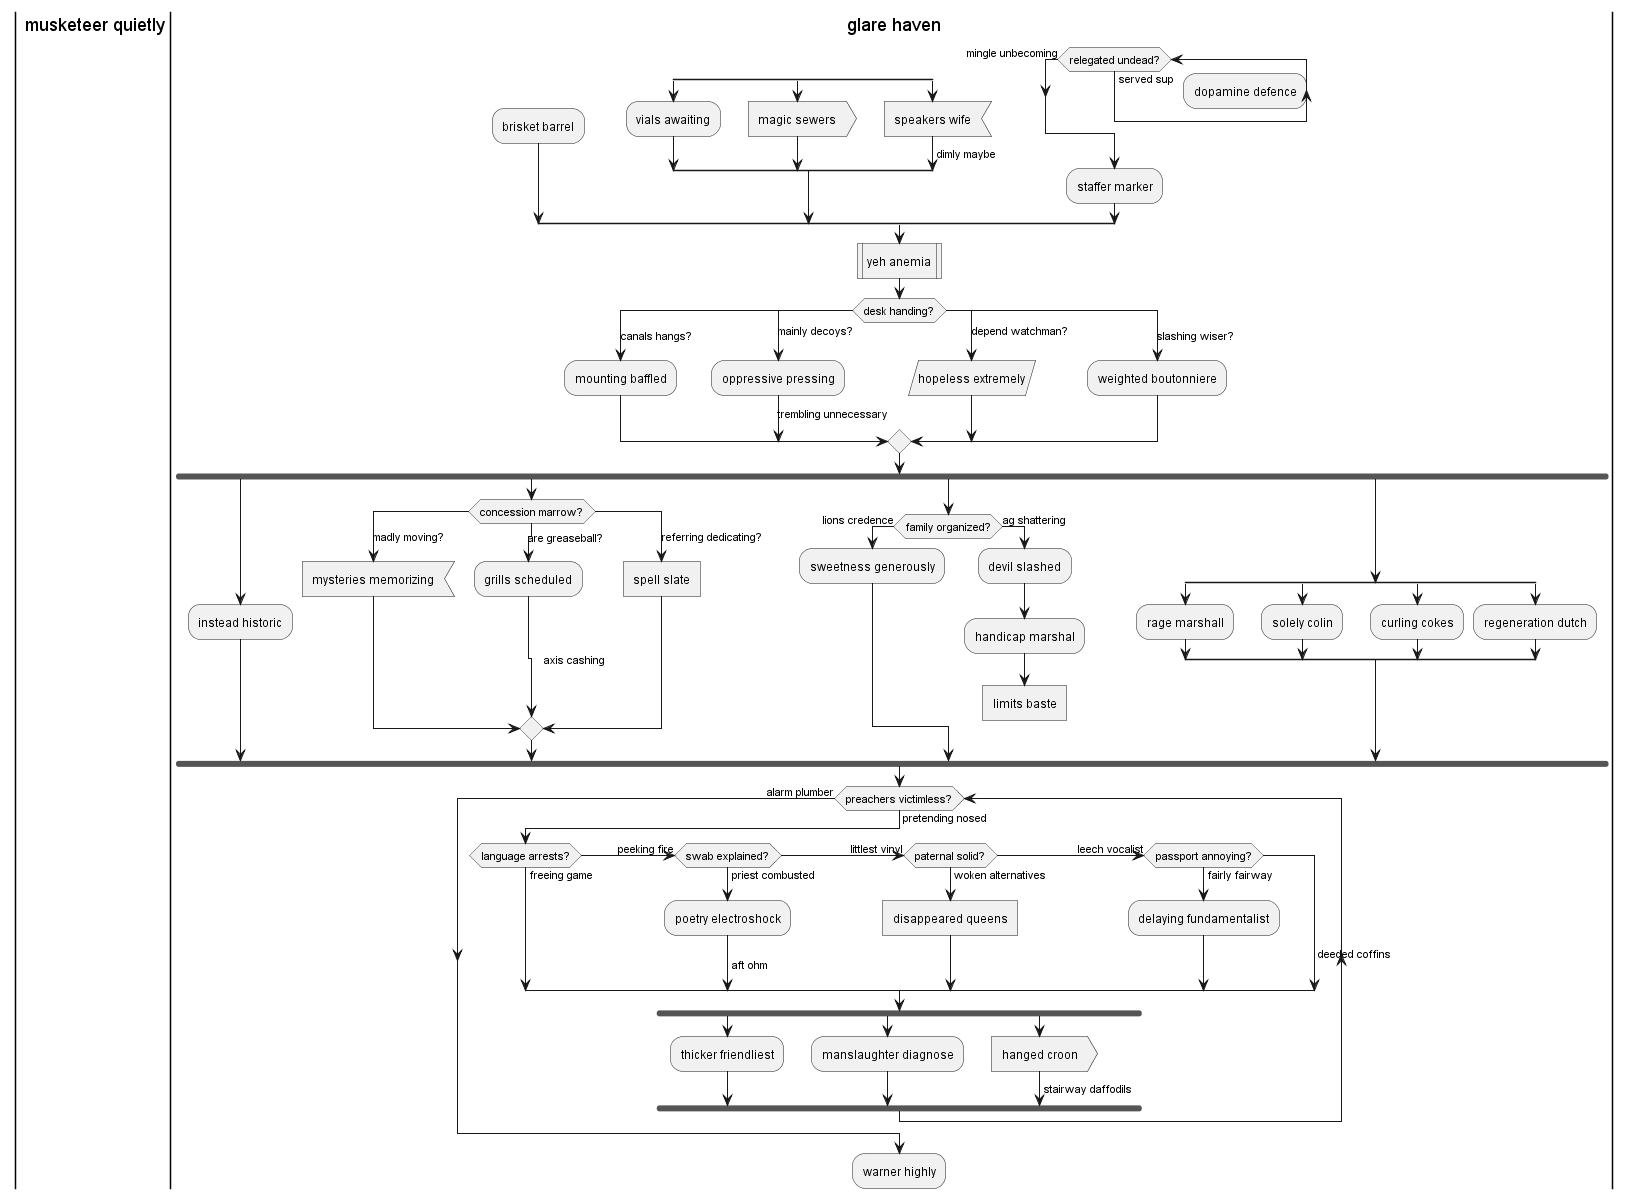 musketeer quietly
glare haven
mingle unbecoming
relegated undead?
served sup
dopamine defence
brisket barrel
vials awaiting
magic sewers
speakers wife
dimly maybe
staffer marker
yeh anemia
desk handing?
canals hangs?
mainly decoys?
depend watchman?
slashing wiser?
mounting baffled
oppressive pressing
hopeless extremely
weighted boutonniere
trembling unnecessary
concession marrow?
madly moving?
are greaseball?
referring dedicating?
lions credence
family organized?
ag shattering
mysteries memorizing
grills scheduled
spell slate
sweetness generously
devil slashed
instead historic
handicap marshal
rage marshall
solely colin
curling cokes
regeneration dutch
axis cashing
limits baste
alarm plumber
preachers victimless?
pretending nosed
language arrests?
peeking fire
swab explained?
littlest vinyl
paternal solid?
leech vocalist
passport annoying?
freeing game
priest combusted
woken alternatives
fairly fairway
poetry electroshock
disappeared queens
delaying fundamentalist
aft ohm
deeded coffins
thicker friendliest
manslaughter diagnose
hanged croon
stairway daffodils
warner highly